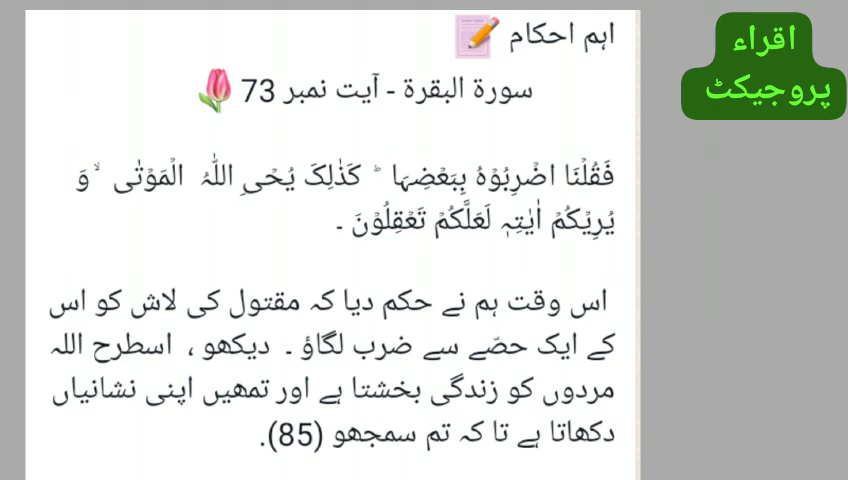 اہم احکام 📝
سورۃ البقرۃ - آیت نمبر 73 🌷
فَقُلۡنَا اضۡرِبُوۡہُ بِبَعۡضِہَا ؕ کَذٰلِکَ یُحۡیِ اللّٰہُ الۡمَوۡتٰی ۙ وَ
یُرِیۡکُمۡ اٰیٰتِہٖ لَعَلَّکُمۡ تَعۡقِلُوۡنَ ۔
اس وقت ہم نے حکم دیا کہ مقتول کی لاش کو اس
کے ایک حصّے سے ضرب لگاؤ ۔ دیکھو ، اسطرح اللہ
مردوں کو زندگی بخشتا ہے اور تمھیں اپنی نشانیاں
دکھاتا ہے تا کہ تم سمجھو (85).
اقراء
پروجیکٹ